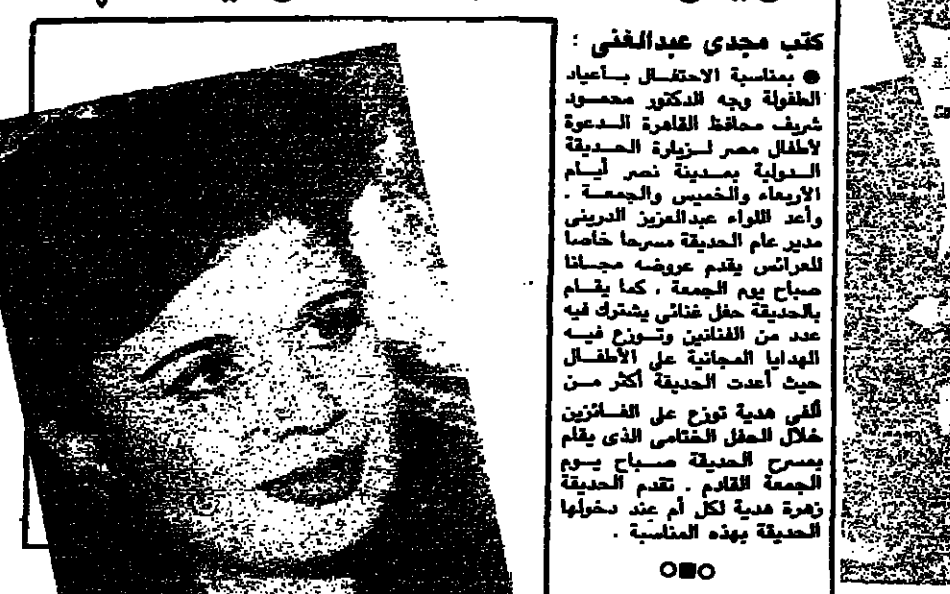 كتب مجدى عبدالغنى :
● بمناسبة الاحتفال بأعياد
الطفولة وجه الدكتور محمود
شريف محافظ القاهرة الدعوة
لأطفال مصر لزيارة الحديقة
الدولية بمدينة نصر أيام
الأربعاء والخميس والجمعة .
وأعد اللواء عبدالعزيز الدرينى
مدير عام الحديقة مسرحا خاصا
للعرائس يقدم عروضه مجانا
صباح يوم الجمعة ، كما يقام
بالحديقة حفل غنائى يشترك فيه
عدد من الفنانين وتوزع فيه
الهدايا المجانية على الأطفال
حيث أعدت الحديقة أكثر من
ألفى هدية توزع على الفائزين
خلال الحفل الختامى الذى يقام
بمسرح الحديقة صباح يوم
الجمعة القادم . تقدم الحديقة
زهرة هدية لكل أم عند دخولها
الحديقة بهذه المناسبة .